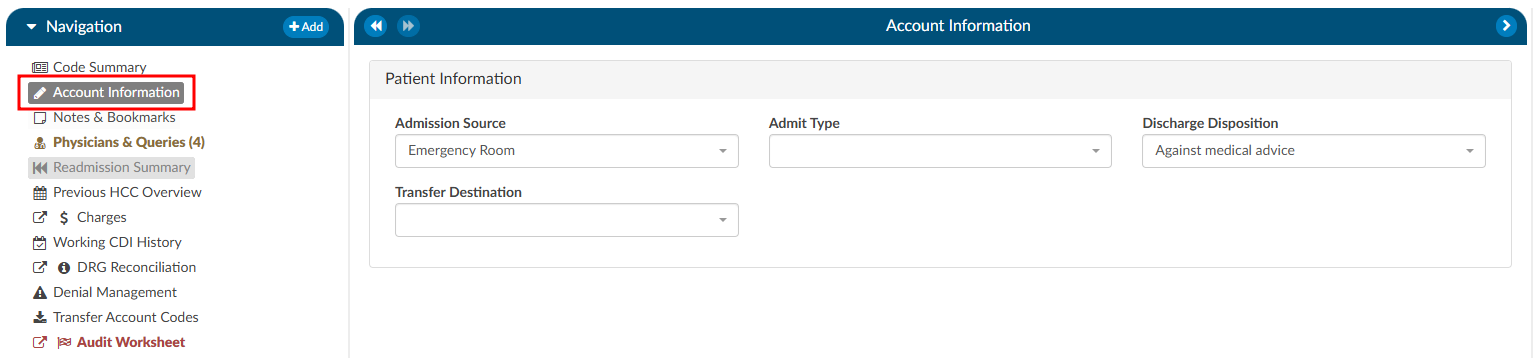 Navigation
Add
Code Summary
Account Information
Notes & Bookmarks
Physicians & Queries (4)
Readmission Summary
Previous HCC Overview
$ Charges
Working CDI History
DRG Reconciliation
Denial Management
Transfer Account Codes
Audit Worksheet
Account Information
Patient Information
Admission Source Admit Type Discharge Disposition
Emergency Room Against medical advice
Transfer Destination